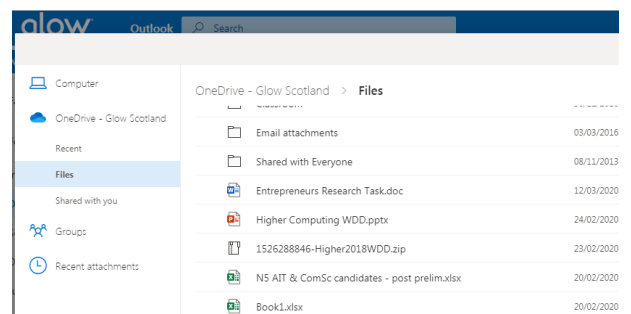 glow Outlook Search
Computer
OneDrive - Glow Scotland
Recent
Files
Shared with you
Groups
Recent attachments
OneDrive - Glow Scotland > Files
Classroom
Email attachments 03/03/2016
Shared with Everyone 08/11/2013
Entrepreneurs Research Task.doc 12/03/2020
Higher Computing WDD.pptx 24/02/2020
1526288846-Higher2018WDD.zip 23/02/2020
N5 AIT & ComSc candidates - post prelim.xlsx 20/02/2020
Book1.xlsx 20/02/2020